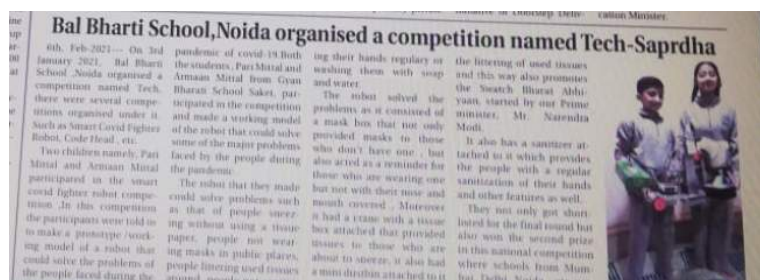 cation Minister.
Bal Bharti School,Noida organised a competition named Tech-Saprdha
6th, Feb-2021--- On 3rd
January 2021, Bal Bharti
School ,Noida organised a
competition named Tech.
there were several compe-
titions organised under it.
Such as Smart Covid Fighter
Robot, Code Head , etc.
Two children namely, Pari
Mittal and Armaan Mittal
participated in the smart
covid fighter robot compe-
tition .In this competition
the participants were told to
to make a prototype /work-
ing model of a robot that
could solve the problems of
the people faced during the
pandemic of covid-19.Both
the students , Pari Mittal and
Armaan Mittal from Gyan
Bharati School Saket, par-
ticipated in the competition
and made a working model
of the robot that could solve
some of the major problems
faced by the people during
the pandemic.
The robot that they made
could solve problems such
as that of people sneez-
ing without using a tissue
paper, people not wear-
ing masks in public places,
people littering used tissues
ing their hands regulary or
washing them with soap
and water.
The robot solved the
problems as it consisted of
a mask box that not only
provided masks to those
who don't have one , but
also acted as a reminder for
those who are wearing one
but not with their nose and
mouth covered . Moreover
it had a crane with a tissue
box attached that provided
tissues to those who are
about to sneeze, it also had
a mini dustbin attached to it
the littering of used tissues
and this way also promotes
the Swatch Bharat Abhi-
yaan, started by our Prime
minister, Mr. Narendra
Modi.
It also has a sanitizer at-
tached to it which provides
the people with a regular
sanitization of their hands
and other features as well..
They not only got short-
listed for the final round but
also won the second prize
in this national competition
where schools from Mum